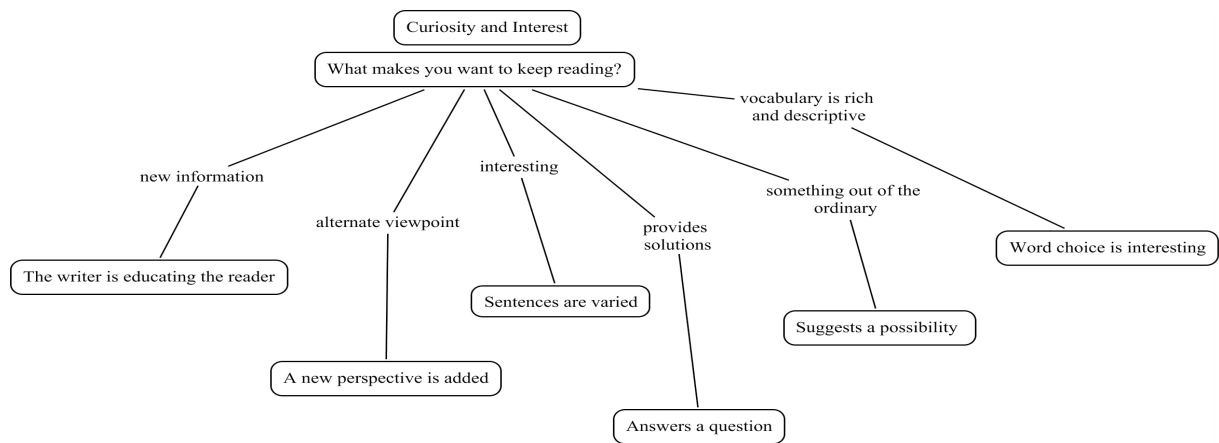 Curiosity and Interest
What makes you want to keep reading?
vocabulary is rich
and descriptive
interesting
new information
something out of the
ordinary
alternate viewpoint
provides
solutions
Word choice is interesting
The writer is educating the reader
Sentences are varied
Suggests a possibility
A new perspective is added
Answers a question